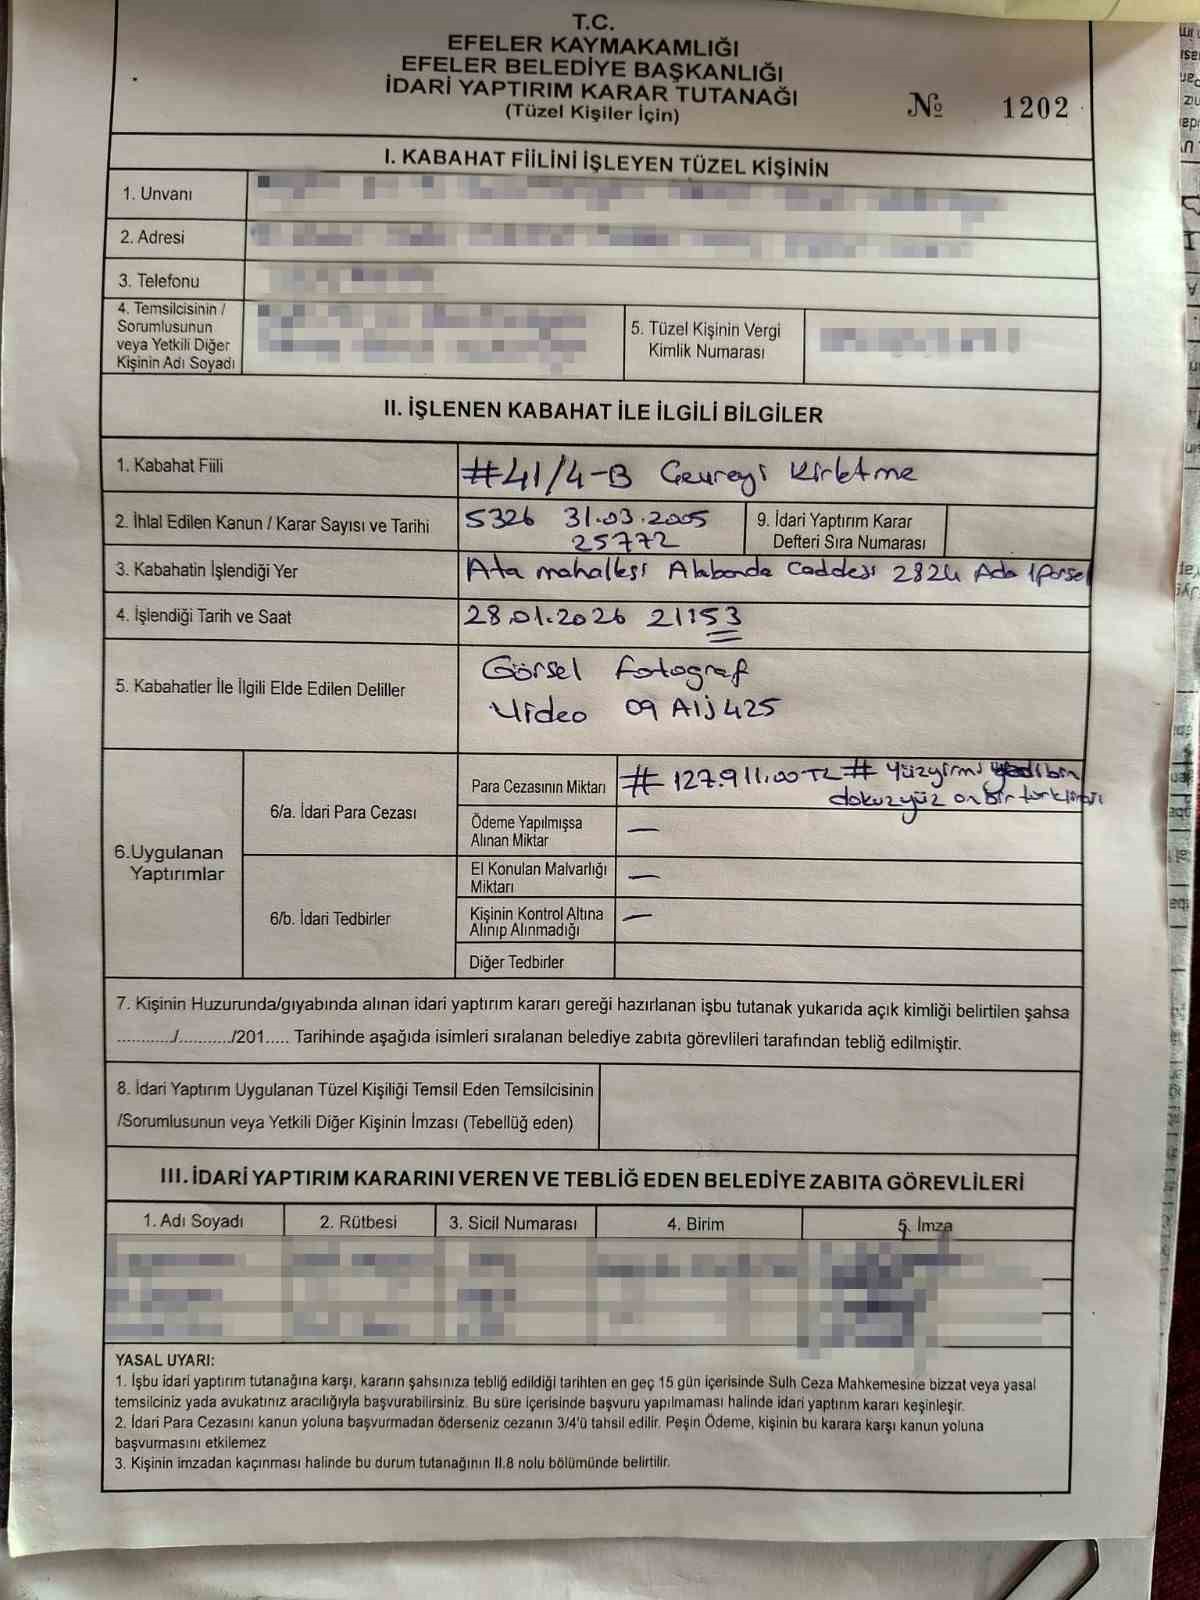 T.C.
EFELER KAYMAKAMLIĞI
EFELER BELEDİYE BAŞKANLIĞI
İDARİ YAPTIRIM KARAR TUTANAĞI
(Tüzel Kişiler İçin)
№ 1202
I. KABAHAT FİİLİNİ İŞLEYEN TÜZEL KİŞİNİN
1. Unvanı
2. Adresi
3. Telefonu
4. Temsilcisinin /
Sorumlusunun
veya Yetkili Diğer
Kişinin Adı Soyadı
5. Tüzel Kişinin Vergi
Kimlik Numarası
II. İŞLENEN KABAHAT İLE İLGİLİ BİLGİLER
1. Kabahat Fiili
#41/4-B Çevreyi Kirletme
2. İhlal Edilen Kanun / Karar Sayısı ve Tarihi
5326 31.03.2005
25772
9. İdari Yaptırım Karar
Defteri Sıra Numarası
3. Kabahatin İşlendiği Yer
Ata mahallesi Alabanda Caddesi 2824 Ada 1 Parsel
4. İşlendiği Tarih ve Saat
28.01.2026 21:53
5. Kabahatler İle İlgili Elde Edilen Deliller
Görsel Fotograf
Video 09 AIJ 425
6.Uygulanan
Yaptırımlar
6/a. İdari Para Cezası
Para Cezasının Miktarı
# 127.911.00 TL # yüzyirmi yedibin
dokuzyüz onbir türklirası
Ödeme Yapılmışsa
Alınan Miktar
—
6/b. İdari Tedbirler
El Konulan Malvarlığı
Miktarı
—
Kişinin Kontrol Altına
Alınıp Alınmadığı
—
Diğer Tedbirler
7. Kişinin Huzurunda/gıyabında alınan idari yaptırım kararı gereği hazırlanan işbu tutanak yukarıda açık kimliği belirtilen şahsa
.........../.........../201..... Tarihinde aşağıda isimleri sıralanan belediye zabıta görevlileri tarafından tebliğ edilmiştir.
8. İdari Yaptırım Uygulanan Tüzel Kişiliği Temsil Eden Temsilcisinin
/Sorumlusunun veya Yetkili Diğer Kişinin İmzası (Tebellüğ eden)
III. İDARİ YAPTIRIM KARARINI VEREN VE TEBLİĞ EDEN BELEDİYE ZABITA GÖREVLİLERİ
1. Adı Soyadı 2. Rütbesi 3. Sicil Numarası 4. Birim 5. İmza
YASAL UYARI:
1. İşbu idari yaptırım tutanağına karşı, kararın şahsınıza tebliğ edildiği tarihten en geç 15 gün içerisinde Sulh Ceza Mahkemesine bizzat veya yasal
temsilciniz yada avukatınız aracılığıyla başvurabilirsiniz. Bu süre içerisinde başvuru yapılmaması halinde idari yaptırım kararı keşinleşir.
2. İdari Para Cezasını kanun yoluna başvurmadan öderseniz cezanın 3/4'ü tahsil edilir. Peşin Ödeme, kişinin bu karara karşı kanun yoluna
başvurmasını etkilemez
3. Kişinin imzadan kaçınması halinde bu durum tutanağının II.8 nolu bölümünde belirtilir.